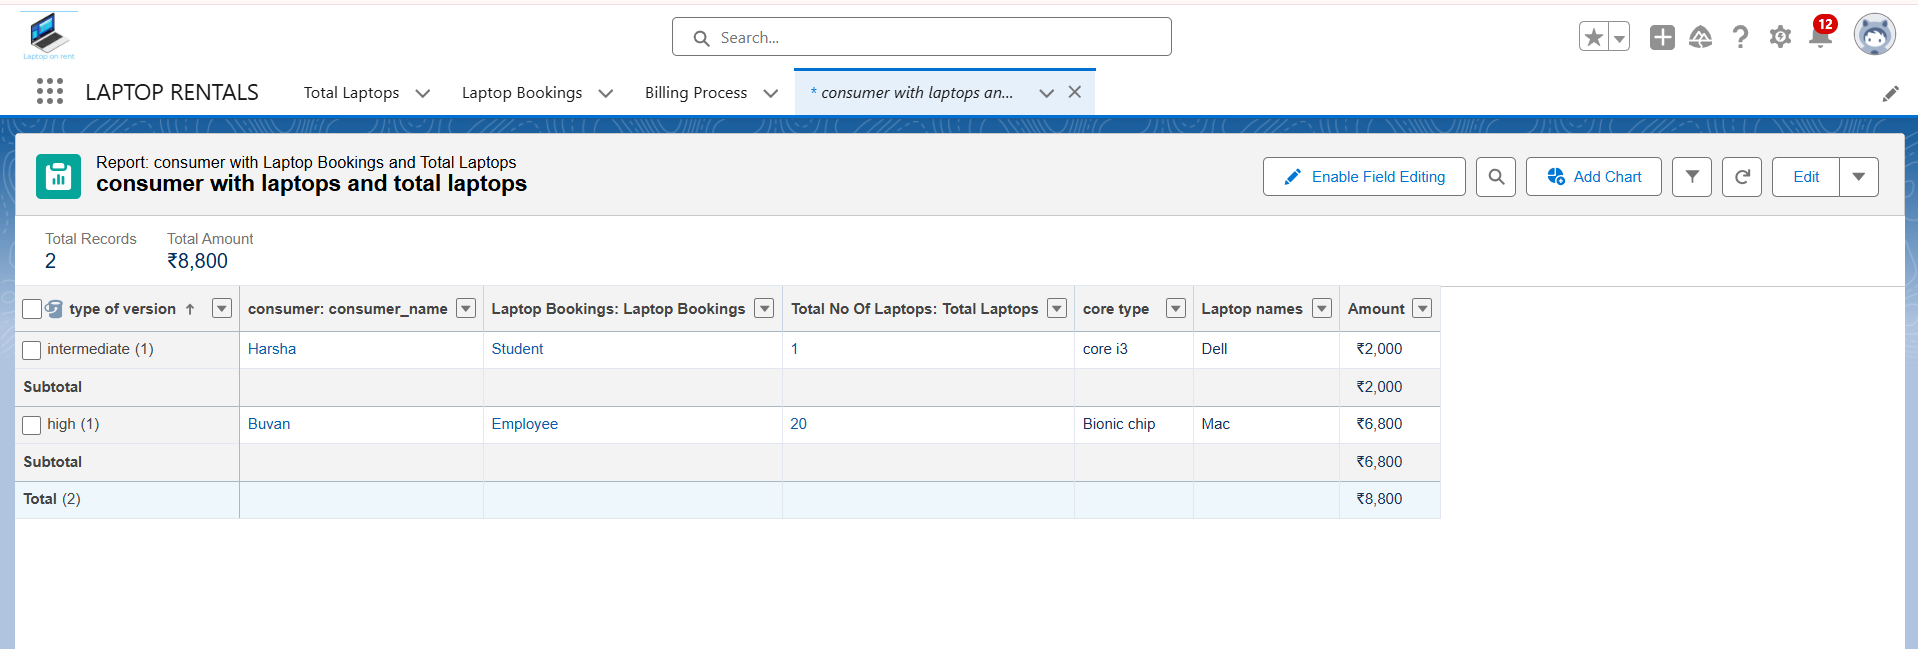 Laptop on rent
Search...
12
LAPTOP RENTALS
Total Laptops
Laptop Bookings
Billing Process
* consumer with laptops an...
Report: consumer with Laptop Bookings and Total Laptops
consumer with laptops and total laptops
Enable Field Editing
Add Chart
Edit
Total Records Total Amount
2 ₹8,800
type of version ↑ consumer: consumer_name Laptop Bookings: Laptop Bookings Total No Of Laptops: Total Laptops core type Laptop names Amount
intermediate (1) Harsha Student 1 core i3 Dell ₹2,000
Subtotal ₹2,000
high (1) Buvan Employee 20 Bionic chip Mac ₹6,800
Subtotal ₹6,800
Total (2) ₹8,800